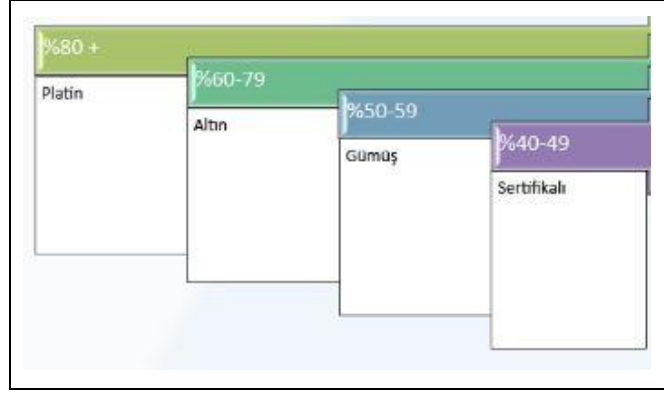 %80 +
Platin
%60-79
Altın
%50-59
Gümüş
%40-49
Sertifikalı